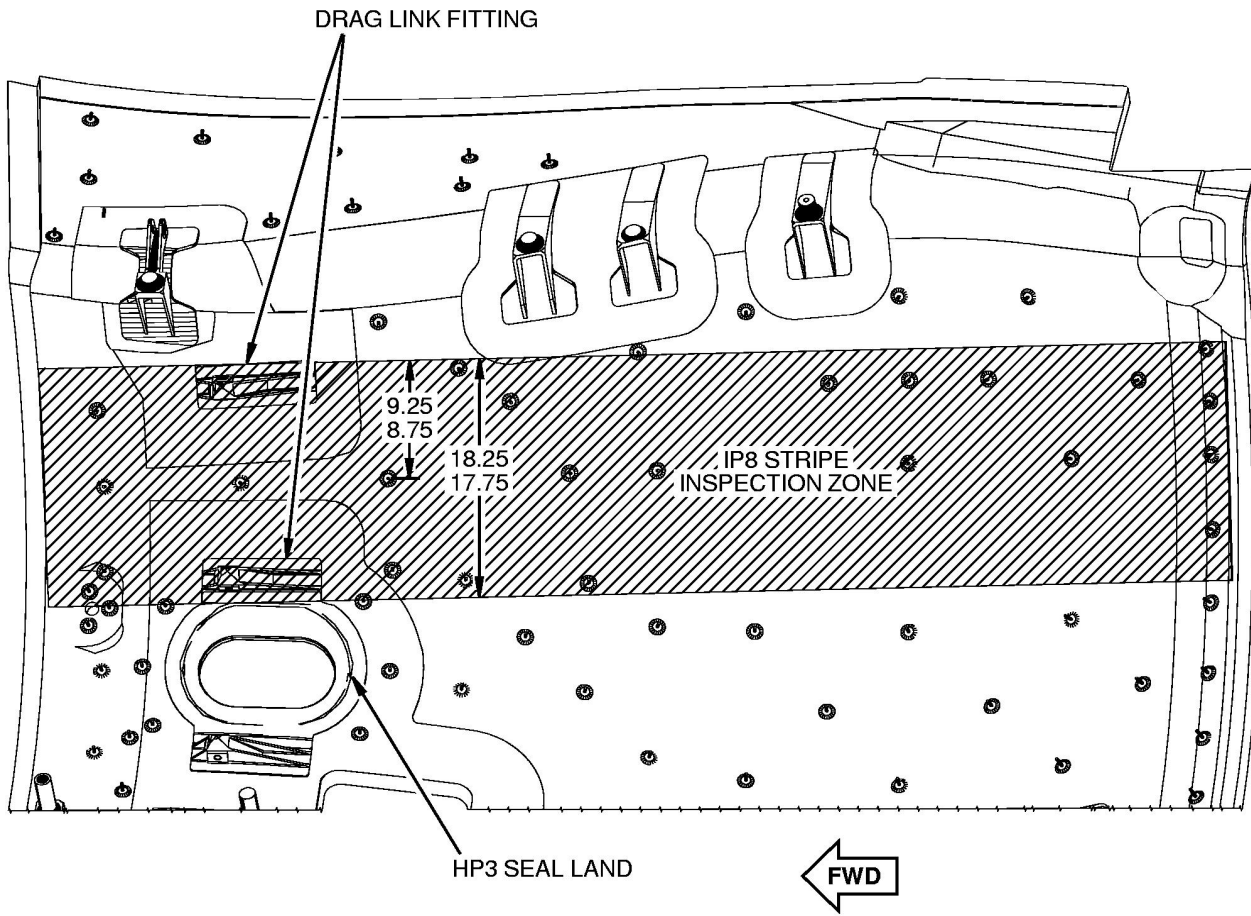 DRAG LINK FITTING
9.25
8.75
18.25
17.75
IP8 STRIPE
INSPECTION ZONE
HP3 SEAL LAND
FWD